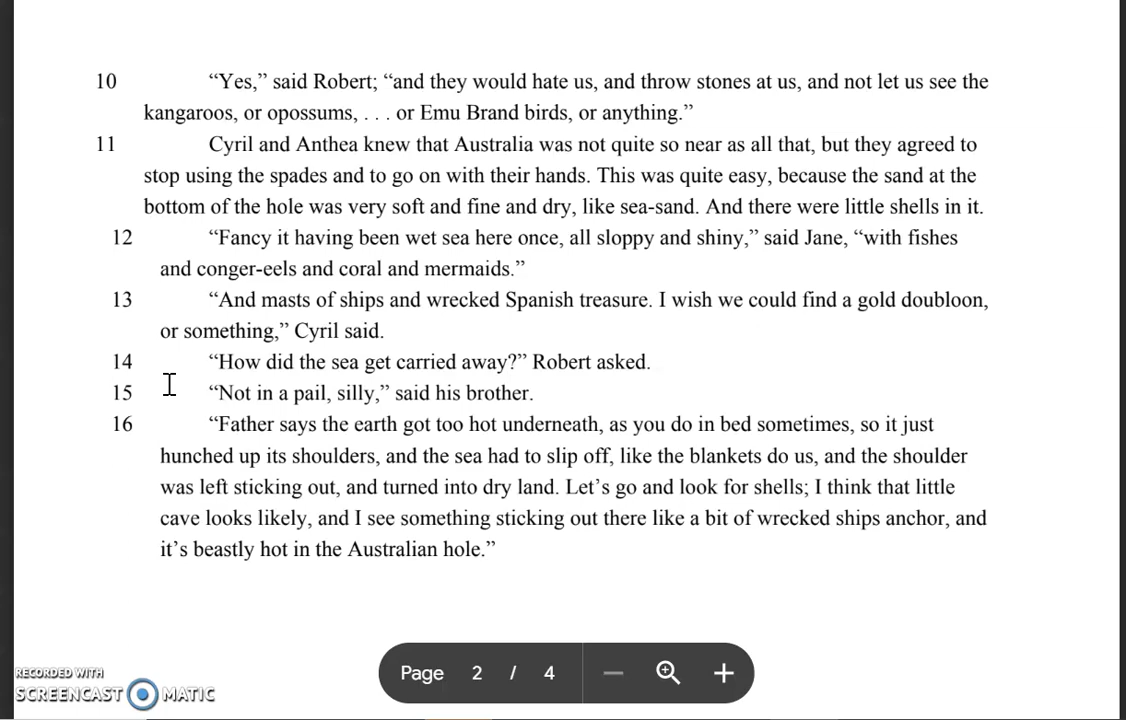 10 “Yes,” said Robert; “and they would hate us, and throw stones at us, and not let us see the
kangaroos, or opossums, . . . or Emu Brand birds, or anything.”
11 Cyril and Anthea knew that Australia was not quite so near as all that, but they agreed to
stop using the spades and to go on with their hands. This was quite easy, because the sand at the
bottom of the hole was very soft and fine and dry, like sea-sand. And there were little shells in it.
12 “Fancy it having been wet sea here once, all sloppy and shiny,” said Jane, “with fishes
and conger-eels and coral and mermaids.”
13 “And masts of ships and wrecked Spanish treasure. I wish we could find a gold doubloon,
or something,” Cyril said.
14 “How did the sea get carried away?” Robert asked.
15 “Not in a pail, silly,” said his brother.
16 “Father says the earth got too hot underneath, as you do in bed sometimes, so it just
hunched up its shoulders, and the sea had to slip off, like the blankets do us, and the shoulder
was left sticking out, and turned into dry land. Let’s go and look for shells; I think that little
cave looks likely, and I see something sticking out there like a bit of wrecked ships anchor, and
it’s beastly hot in the Australian hole.”
Page 2 / 4
RECORDED WITH
SCREENCAST MATIC